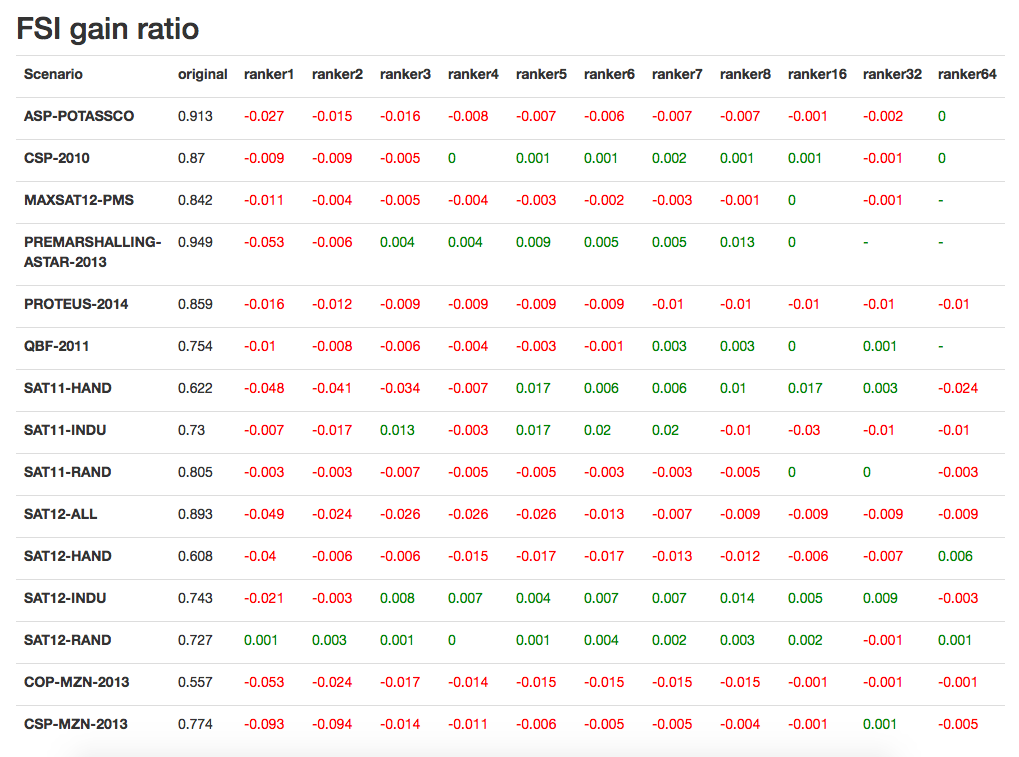 FSI gain ratio
Scenario original ranker1 ranker2 ranker3 ranker4 ranker5 ranker6 ranker7 ranker8 ranker16 ranker32 ranker64
ASP-POTASSCO 0.913 -0.027 -0.015 -0.016 -0.008 -0.007 -0.006 -0.007 -0.007 -0.001 -0.002 0
CSP-2010 0.87 -0.009 -0.009 -0.005 0 0.001 0.001 0.002 0.001 0.001 -0.001 0
MAXSAT12-PMS 0.842 -0.011 -0.004 -0.005 -0.004 -0.003 -0.002 -0.003 -0.001 0 -0.001 -
PREMARSHALLING- 0.949 -0.053 -0.006 0.004 0.004 0.009 0.005 0.005 0.013 0 - -
ASTAR-2013
PROTEUS-2014 0.859 -0.016 -0.012 -0.009 -0.009 -0.009 -0.009 -0.01 -0.01 -0.01 -0.01 -0.01
QBF-2011 0.754 -0.01 -0.008 -0.006 -0.004 -0.003 -0.001 0.003 0.003 0 0.001 -
SAT11-HAND 0.622 -0.048 -0.041 -0.034 -0.007 0.017 0.006 0.006 0.01 0.017 0.003 -0.024
SAT11-INDU 0.73 -0.007 -0.017 0.013 -0.003 0.017 0.02 0.02 -0.01 -0.03 -0.01 -0.01
SAT11-RAND 0.805 -0.003 -0.003 -0.007 -0.005 -0.005 -0.003 -0.003 -0.005 0 0 -0.003
SAT12-ALL 0.893 -0.049 -0.024 -0.026 -0.026 -0.026 -0.013 -0.007 -0.009 -0.009 -0.009 -0.009
SAT12-HAND 0.608 -0.04 -0.006 -0.006 -0.015 -0.017 -0.017 -0.013 -0.012 -0.006 -0.007 0.006
SAT12-INDU 0.743 -0.021 -0.003 0.008 0.007 0.004 0.007 0.007 0.014 0.005 0.009 -0.003
SAT12-RAND 0.727 0.001 0.003 0.001 0 0.001 0.004 0.002 0.003 0.002 -0.001 0.001
COP-MZN-2013 0.557 -0.053 -0.024 -0.017 -0.014 -0.015 -0.015 -0.015 -0.015 -0.001 -0.001 -0.001
CSP-MZN-2013 0.774 -0.093 -0.094 -0.014 -0.011 -0.006 -0.005 -0.005 -0.004 -0.001 0.001 -0.005